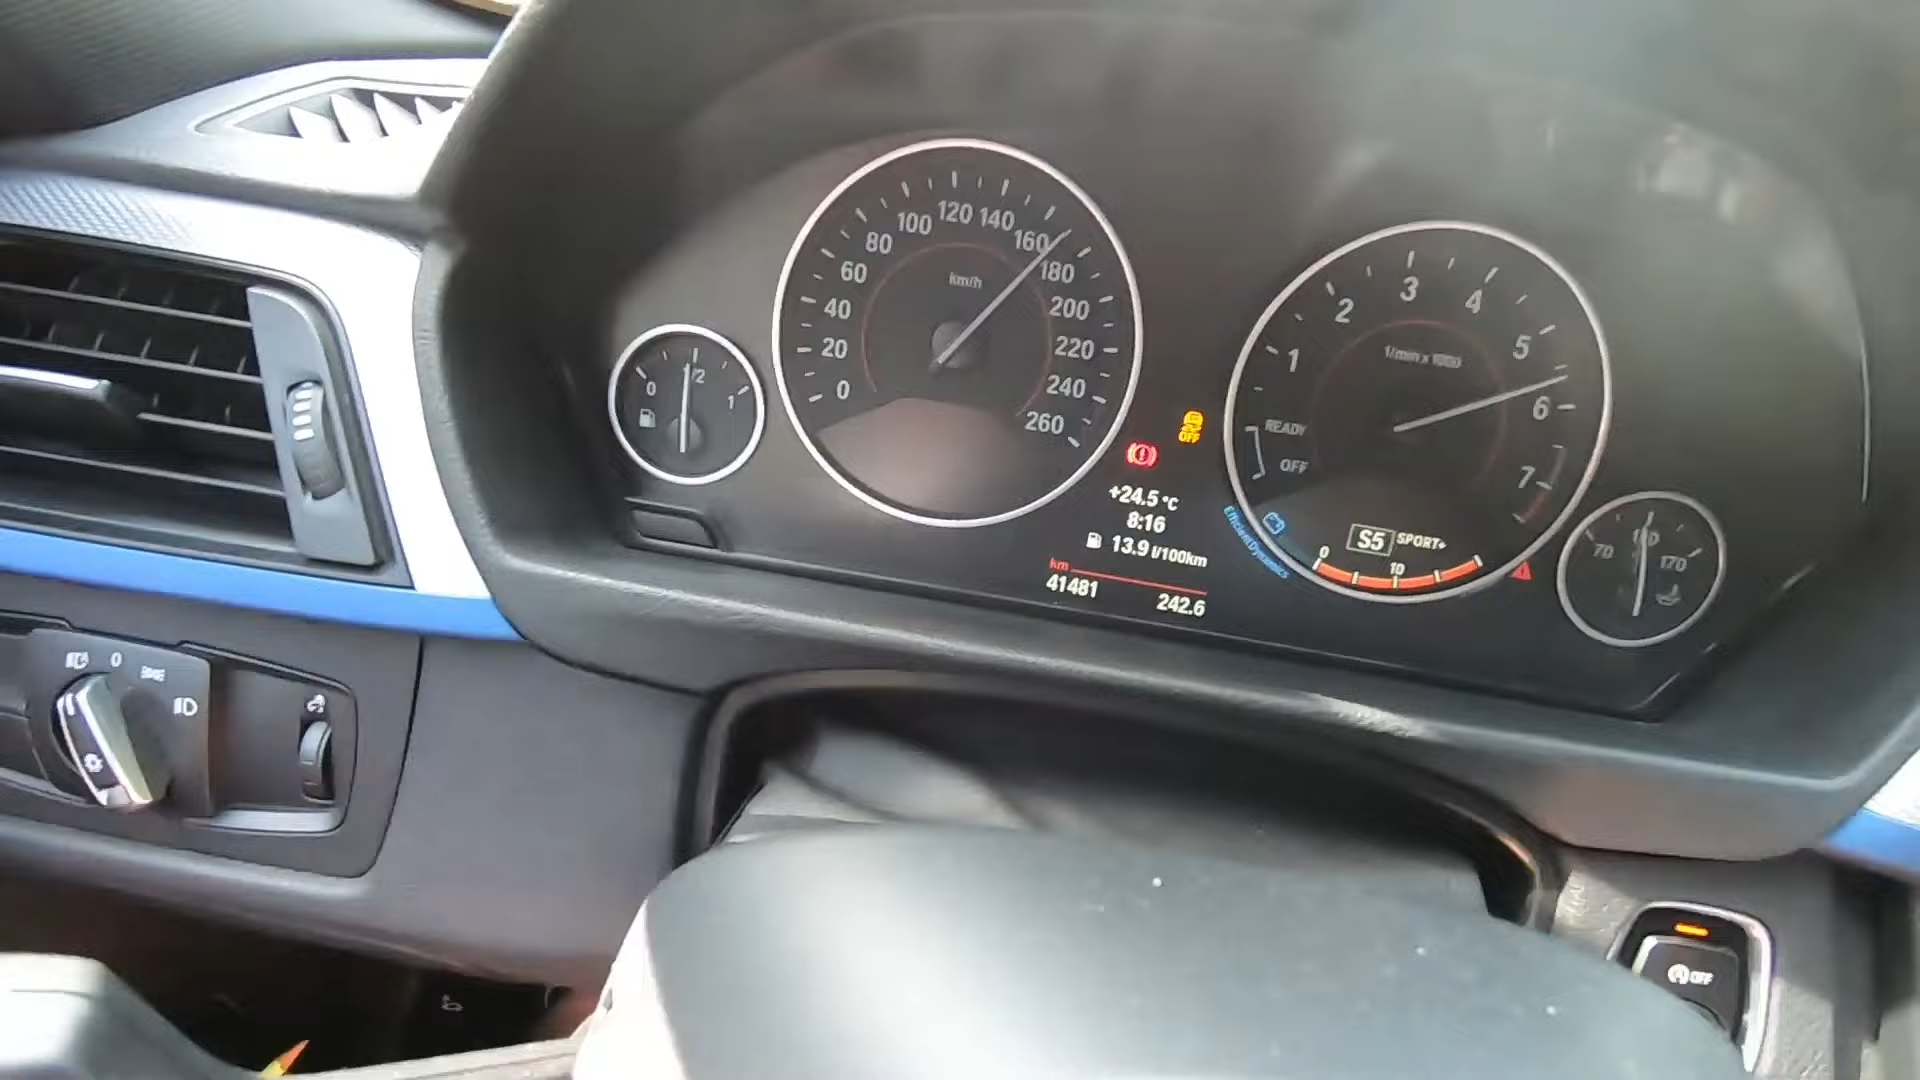 0
1/2
1
0
20
40
60
80
100
120
140
160
180
200
220
240
260
km/h
OFF
+24.5 °C
8:16
13.9 l/100km
km
41481
242.6
1
2
3
4
5
6
7
1/min x 1000
READY
OFF
S5 SPORT+
0
10
EfficientDynamics
70
170
0
OFF